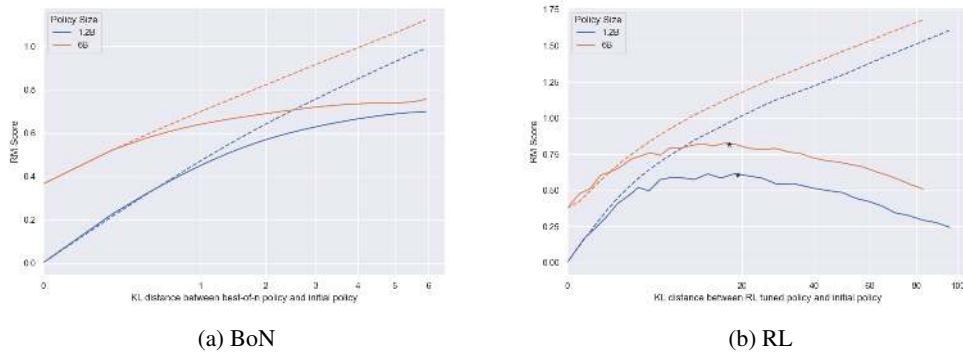 Policy Size
1.2B
6B
1.0
0.8
0.6
0.4
0.2
0.0
RM Score
0
1
2
3
4
5
6
KL distance between best-of-n policy and initial policy
(a) BoN
Policy Size
1.2B
6B
1.75
1.50
1.25
1.00
0.75
0.50
0.25
0.00
RM Score
0
20
40
60
80
100
KL distance between RL tuned policy and initial policy
(b) RL